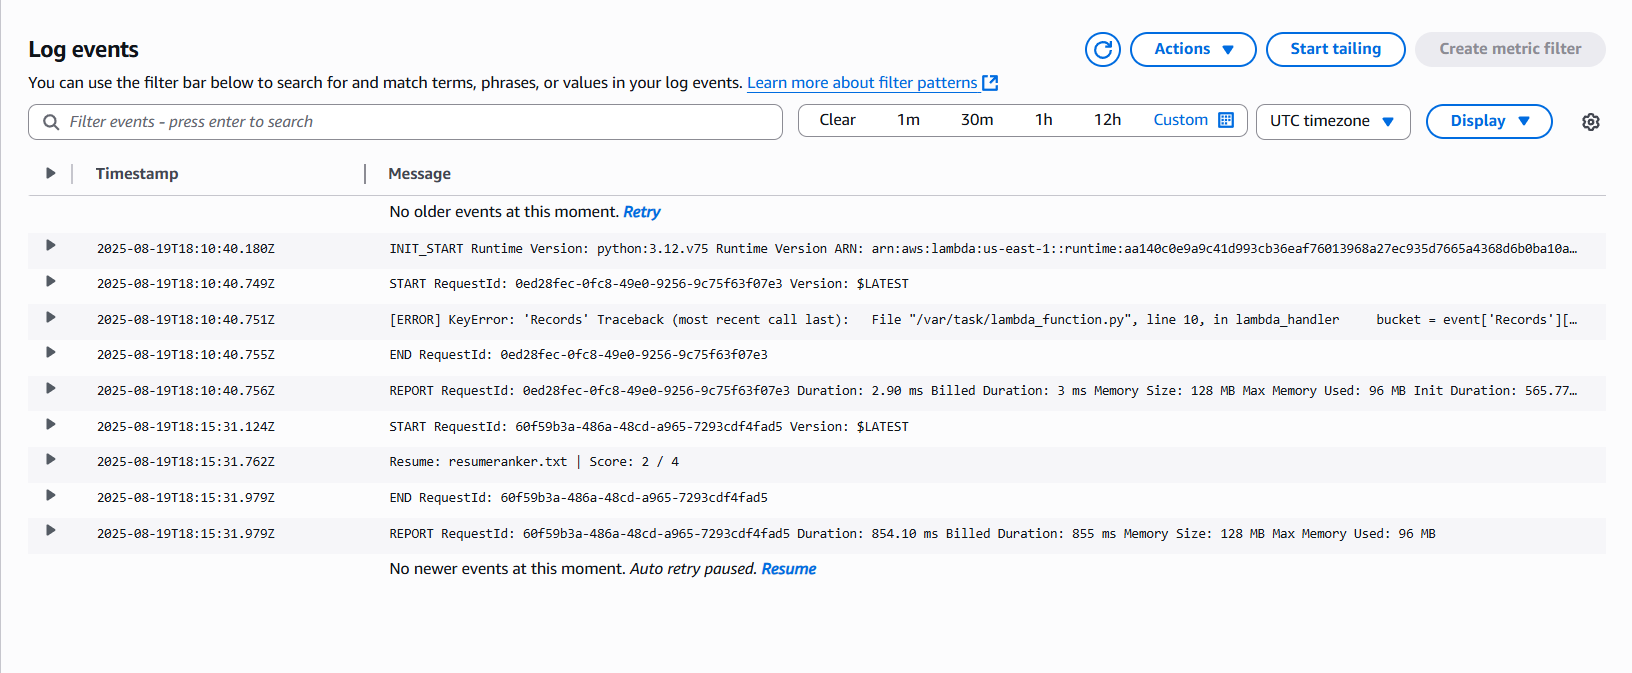 Log events
Actions
Start tailing
Create metric filter
You can use the filter bar below to search for and match terms, phrases, or values in your log events. Learn more about filter patterns
Filter events - press enter to search
Clear 1m 30m 1h 12h Custom
UTC timezone
Display
Timestamp Message
No older events at this moment. Retry
2025-08-19T18:10:40.180Z INIT_START Runtime Version: python:3.12.v75 Runtime Version ARN: arn:aws:lambda:us-east-1::runtime:aa140c0e9a9c41d993cb36eaf76013968a27ec935d7665a4368d6b0ba10a…
2025-08-19T18:10:40.749Z START RequestId: 0ed28fec-0fc8-49e0-9256-9c75f63f07e3 Version: $LATEST
2025-08-19T18:10:40.751Z [ERROR] KeyError: 'Records' Traceback (most recent call last): File "/var/task/lambda_function.py", line 10, in lambda_handler bucket = event['Records'][…
2025-08-19T18:10:40.755Z END RequestId: 0ed28fec-0fc8-49e0-9256-9c75f63f07e3
2025-08-19T18:10:40.756Z REPORT RequestId: 0ed28fec-0fc8-49e0-9256-9c75f63f07e3 Duration: 2.90 ms Billed Duration: 3 ms Memory Size: 128 MB Max Memory Used: 96 MB Init Duration: 565.77…
2025-08-19T18:15:31.124Z START RequestId: 60f59b3a-486a-48cd-a965-7293cdf4fad5 Version: $LATEST
2025-08-19T18:15:31.762Z Resume: resumeranker.txt | Score: 2 / 4
2025-08-19T18:15:31.979Z END RequestId: 60f59b3a-486a-48cd-a965-7293cdf4fad5
2025-08-19T18:15:31.979Z REPORT RequestId: 60f59b3a-486a-48cd-a965-7293cdf4fad5 Duration: 854.10 ms Billed Duration: 855 ms Memory Size: 128 MB Max Memory Used: 96 MB
No newer events at this moment. Auto retry paused. Resume